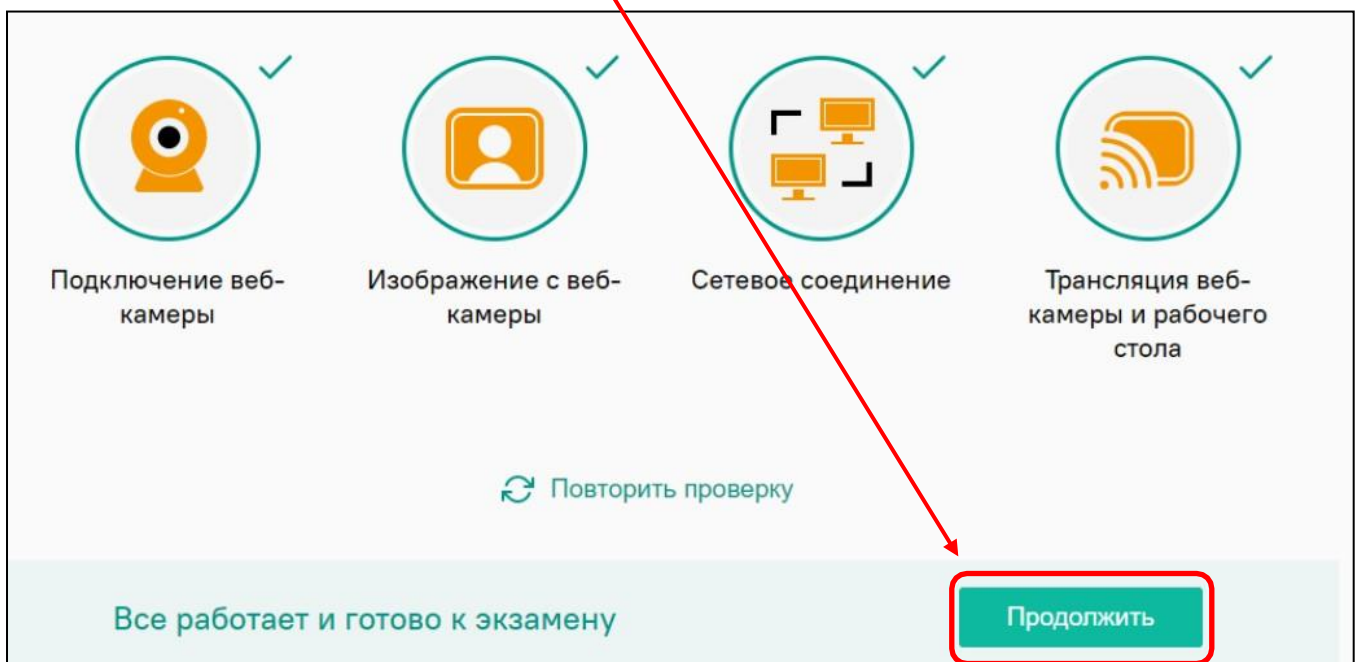 Подключение веб-
камеры
Изображение с веб-
камеры
Сетевое соединение
Трансляция веб-
камеры и рабочего
стола
Повторить проверку
Все работает и готово к экзамену
Продолжить